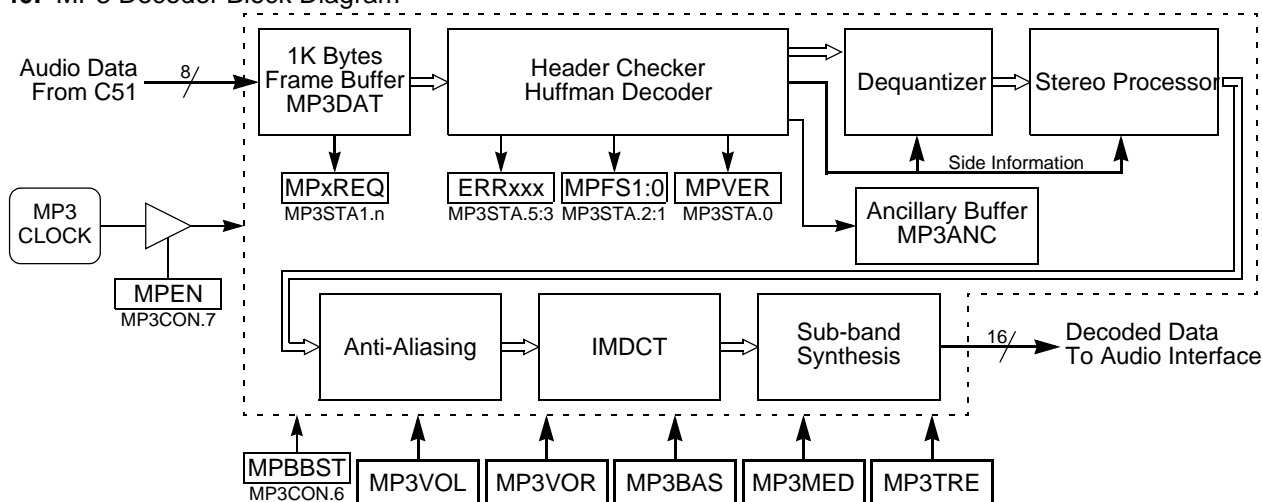 MP3 Decoder Block Diagram
Audio Data
From C51
8
1K Bytes
Frame Buffer
MP3DAT
Header Checker
Huffman Decoder
Dequantizer
Stereo Processor
Side Information
MPxREQ
MP3STA1.n
ERRxxx
MP3STA.5:3
MPFS1:0
MP3STA.2:1
MPVER
MP3STA.0
Ancillary Buffer
MP3ANC
MP3
CLOCK
MPEN
MP3CON.7
Anti-Aliasing
IMDCT
Sub-band
Synthesis
16
Decoded Data
To Audio Interface
MPBBST
MP3CON.6
MP3VOL
MP3VOR
MP3BAS
MP3MED
MP3TRE